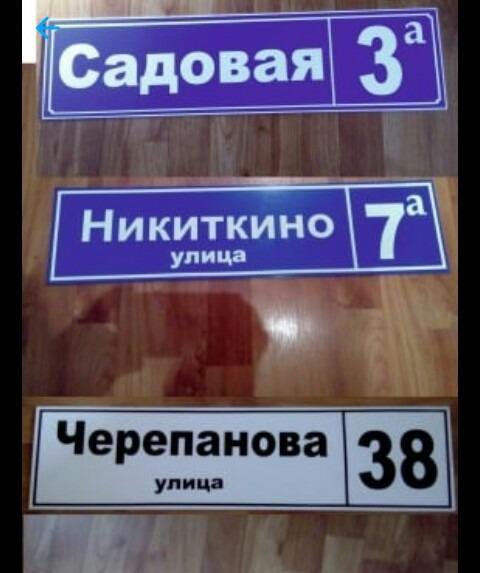 Садовая 3а
Никиткино 7а
улица
Черепанова 38
улица